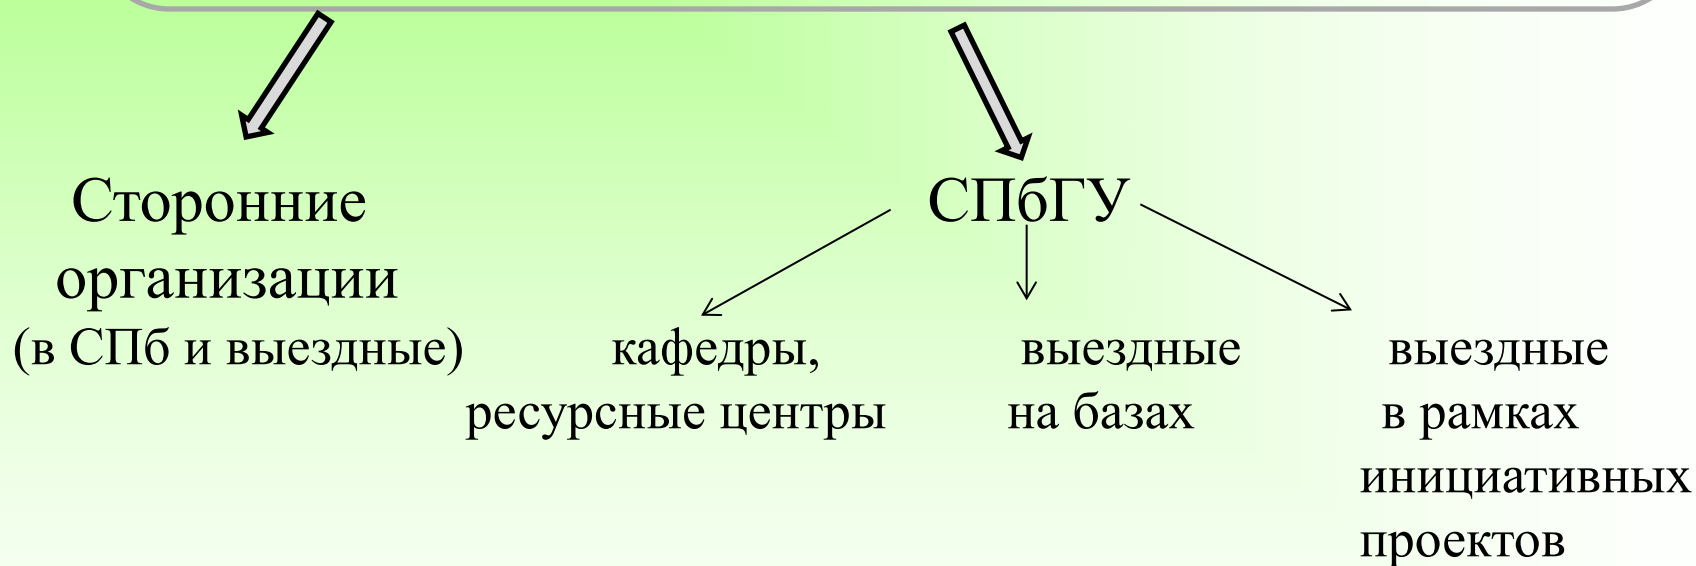 Сторонние
организации
(в СПб и выездные)
СПбГУ
кафедры,
ресурсные центры
выездные
на базах
выездные
в рамках
инициативных
проектов